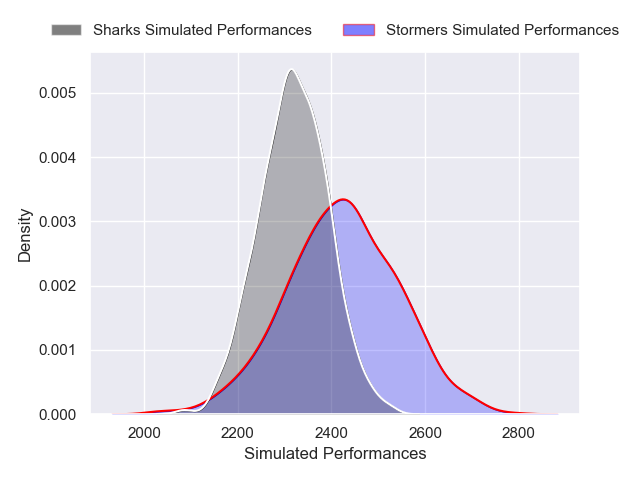 Sharks Simulated Performances Stormers Simulated Performances
0.005
0.004
0.003
0.002
0.001
0.000
Density
2000 2200 2400 2600 2800
Simulated Performances